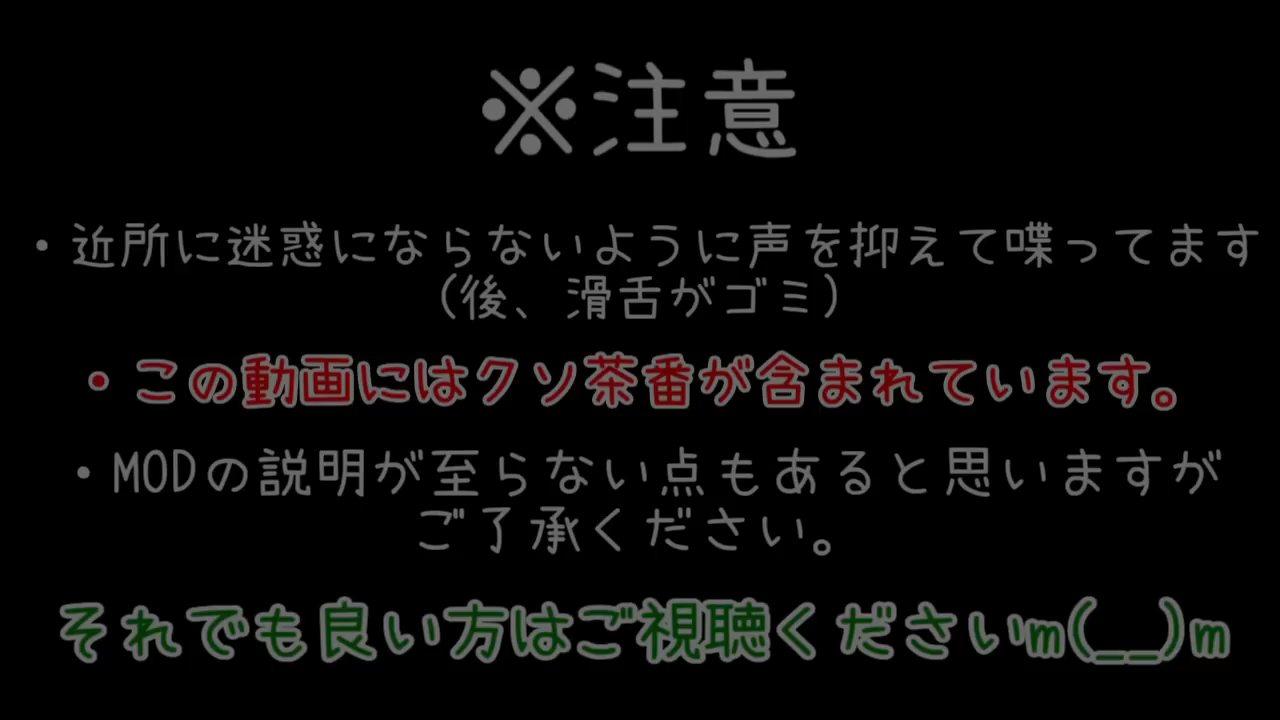 ※注意
・近所に迷惑にならないように声を抑えて喋ってます
(後、滑舌がゴミ)
・この動画にはクソ茶番が含まれています。
・MODの説明が至らない点もあると思いますが
ご了承ください。
それでも良い方はご視聴くださいm(__)m